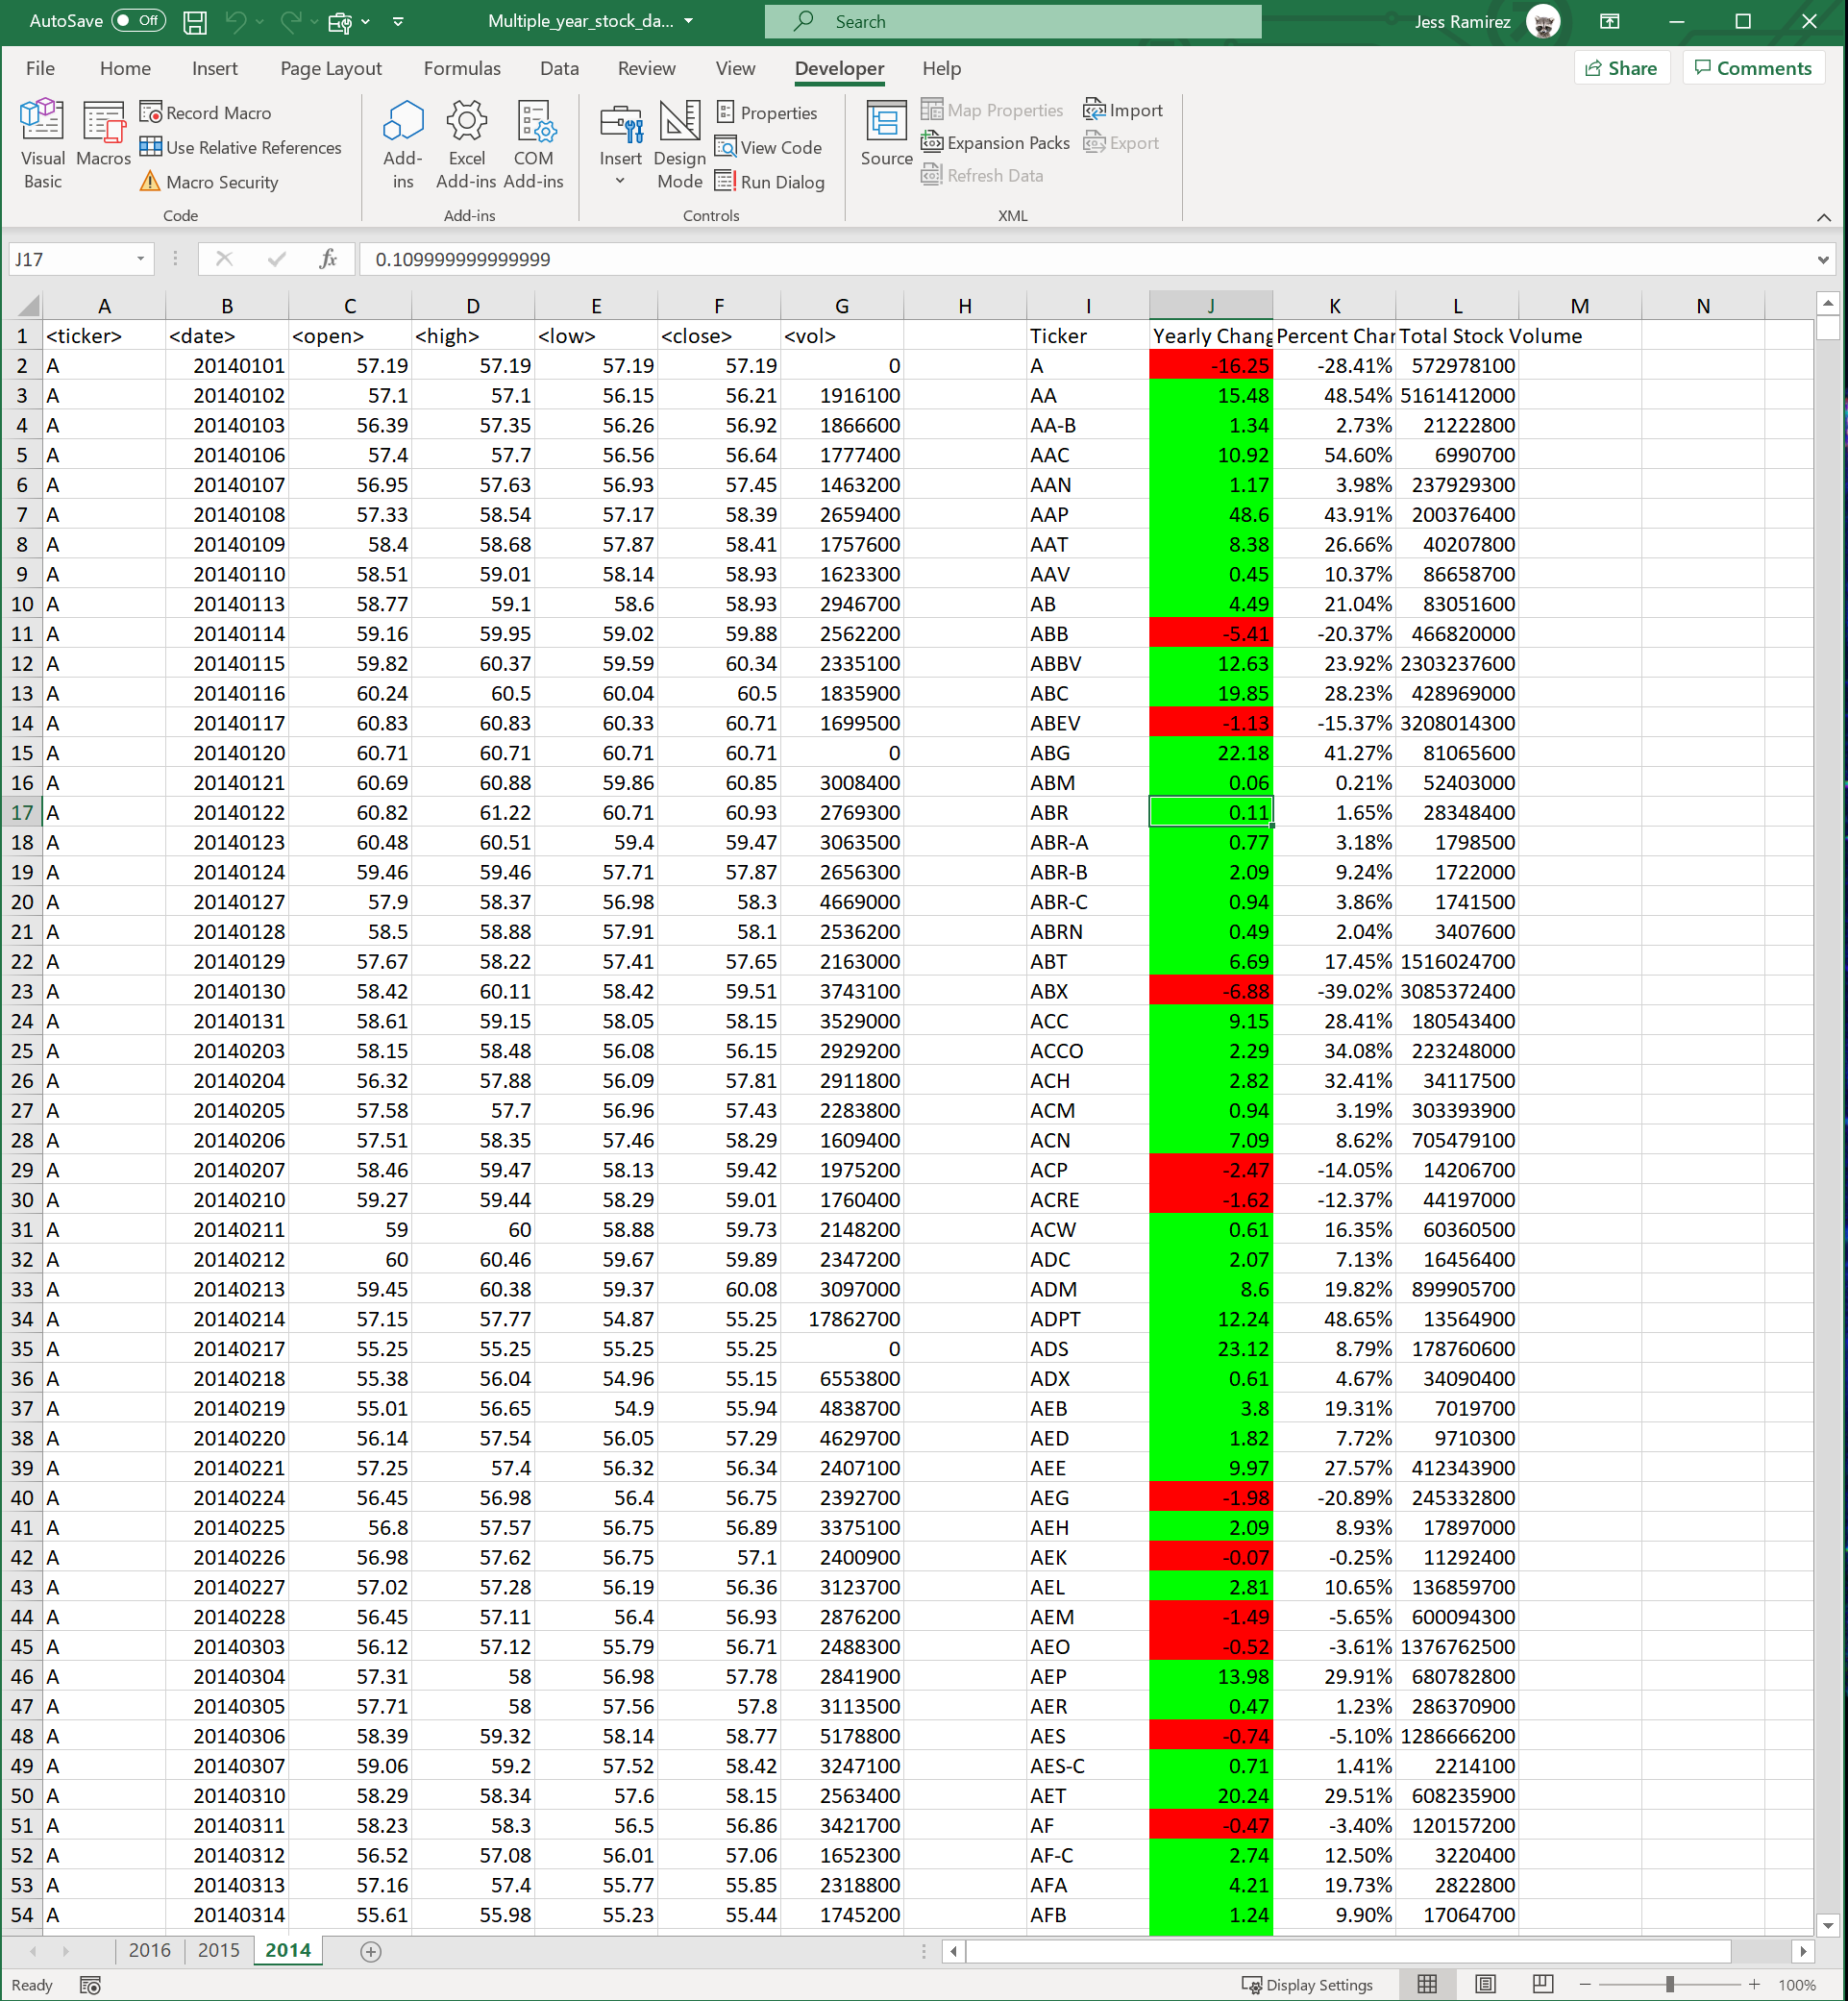 AutoSave Off Multiple_year_stock_da... Search Jess Ramirez
File Home Insert Page Layout Formulas Data Review View Developer Help Share Comments
Visual Basic Macros Record Macro Use Relative References Macro Security
Add-ins Excel Add-ins COM Add-ins
Insert Design Mode Properties View Code Run Dialog
Source Map Properties Expansion Packs Refresh Data Import Export
Code Add-ins Controls XML
J17 fx 0.109999999999999
A B C D E F G H I J K L M N
1 <ticker> <date> <open> <high> <low> <close> <vol> Ticker Yearly Chang Percent Char Total Stock Volume
2 A 20140101 57.19 57.19 57.19 57.19 0 A -16.25 -28.41% 572978100
3 A 20140102 57.1 57.1 56.15 56.21 1916100 AA 15.48 48.54% 5161412000
4 A 20140103 56.39 57.35 56.26 56.92 1866600 AA-B 1.34 2.73% 21222800
5 A 20140106 57.4 57.7 56.56 56.64 1777400 AAC 10.92 54.60% 6990700
6 A 20140107 56.95 57.63 56.93 57.45 1463200 AAN 1.17 3.98% 237929300
7 A 20140108 57.33 58.54 57.17 58.39 2659400 AAP 48.6 43.91% 200376400
8 A 20140109 58.4 58.68 57.87 58.41 1757600 AAT 8.38 26.66% 40207800
9 A 20140110 58.51 59.01 58.14 58.93 1623300 AAV 0.45 10.37% 86658700
10 A 20140113 58.77 59.1 58.6 58.93 2946700 AB 4.49 21.04% 83051600
11 A 20140114 59.16 59.95 59.02 59.88 2562200 ABB -5.41 -20.37% 466820000
12 A 20140115 59.82 60.37 59.59 60.34 2335100 ABBV 12.63 23.92% 2303237600
13 A 20140116 60.24 60.5 60.04 60.5 1835900 ABC 19.85 28.23% 428969000
14 A 20140117 60.83 60.83 60.33 60.71 1699500 ABEV -1.13 -15.37% 3208014300
15 A 20140120 60.71 60.71 60.71 60.71 0 ABG 22.18 41.27% 81065600
16 A 20140121 60.69 60.88 59.86 60.85 3008400 ABM 0.06 0.21% 52403000
17 A 20140122 60.82 61.22 60.71 60.93 2769300 ABR 0.11 1.65% 28348400
18 A 20140123 60.48 60.51 59.4 59.47 3063500 ABR-A 0.77 3.18% 1798500
19 A 20140124 59.46 59.46 57.71 57.87 2656300 ABR-B 2.09 9.24% 1722000
20 A 20140127 57.9 58.37 56.98 58.3 4669000 ABR-C 0.94 3.86% 1741500
21 A 20140128 58.5 58.88 57.91 58.1 2536200 ABRN 0.49 2.04% 3407600
22 A 20140129 57.67 58.22 57.41 57.65 2163000 ABT 6.69 17.45% 1516024700
23 A 20140130 58.42 60.11 58.42 59.51 3743100 ABX -6.88 -39.02% 3085372400
24 A 20140131 58.61 59.15 58.05 58.15 3529000 ACC 9.15 28.41% 180543400
25 A 20140203 58.15 58.48 56.08 56.15 2929200 ACCO 2.29 34.08% 223248000
26 A 20140204 56.32 57.88 56.09 57.81 2911800 ACH 2.82 32.41% 34117500
27 A 20140205 57.58 57.7 56.96 57.43 2283800 ACM 0.94 3.19% 303393900
28 A 20140206 57.51 58.35 57.46 58.29 1609400 ACN 7.09 8.62% 705479100
29 A 20140207 58.46 59.47 58.13 59.42 1975200 ACP -2.47 -14.05% 14206700
30 A 20140210 59.27 59.44 58.29 59.01 1760400 ACRE -1.62 -12.37% 44197000
31 A 20140211 59 60 58.88 59.73 2148200 ACW 0.61 16.35% 60360500
32 A 20140212 60 60.46 59.67 59.89 2347200 ADC 2.07 7.13% 16456400
33 A 20140213 59.45 60.38 59.37 60.08 3097000 ADM 8.6 19.82% 899905700
34 A 20140214 57.15 57.77 54.87 55.25 17862700 ADPT 12.24 48.65% 13564900
35 A 20140217 55.25 55.25 55.25 55.25 0 ADS 23.12 8.79% 178760600
36 A 20140218 55.38 56.04 54.96 55.15 6553800 ADX 0.61 4.67% 34090400
37 A 20140219 55.01 56.65 54.9 55.94 4838700 AEB 3.8 19.31% 7019700
38 A 20140220 56.14 57.54 56.05 57.29 4629700 AED 1.82 7.72% 9710300
39 A 20140221 57.25 57.4 56.32 56.34 2407100 AEE 9.97 27.57% 412343900
40 A 20140224 56.45 56.98 56.4 56.75 2392700 AEG -1.98 -20.89% 245332800
41 A 20140225 56.8 57.57 56.75 56.89 3375100 AEH 2.09 8.93% 17897000
42 A 20140226 56.98 57.62 56.75 57.1 2400900 AEK -0.07 -0.25% 11292400
43 A 20140227 57.02 57.28 56.19 56.36 3123700 AEL 2.81 10.65% 136859700
44 A 20140228 56.45 57.11 56.4 56.93 2876200 AEM -1.49 -5.65% 600094300
45 A 20140303 56.12 57.12 55.79 56.71 2488300 AEO -0.52 -3.61% 1376762500
46 A 20140304 57.31 58 56.98 57.78 2841900 AEP 13.98 29.91% 680782800
47 A 20140305 57.71 58 57.56 57.8 3113500 AER 0.47 1.23% 286370900
48 A 20140306 58.39 59.32 58.14 58.77 5178800 AES -0.74 -5.10% 1286666200
49 A 20140307 59.06 59.2 57.52 58.42 3247100 AES-C 0.71 1.41% 2214100
50 A 20140310 58.29 58.34 57.6 58.15 2563400 AET 20.24 29.51% 608235900
51 A 20140311 58.23 58.3 56.5 56.86 3421700 AF -0.47 -3.40% 120157200
52 A 20140312 56.52 57.08 56.01 57.06 1652300 AF-C 2.74 12.50% 3220400
53 A 20140313 57.16 57.4 55.77 55.85 2318800 AFA 4.21 19.73% 2822800
54 A 20140314 55.61 55.98 55.23 55.44 1745200 AFB 1.24 9.90% 17064700
2016 2015 2014
Ready Display Settings 100%